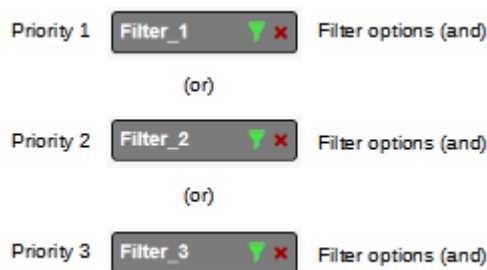 Priority 1 Filter_1 Filter options (and)
(or)
Priority 2 Filter_2 Filter options (and)
(or)
Priority 3 Filter_3 Filter options (and)